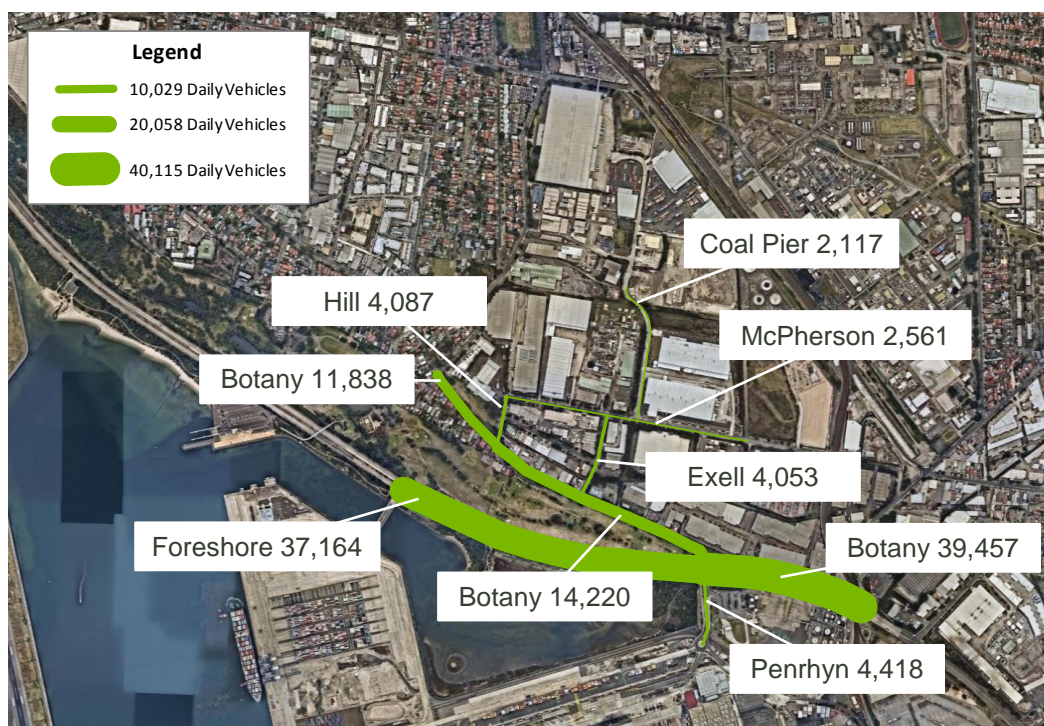 Legend
10,029 Daily Vehicles
20,058 Daily Vehicles
40,115 Daily Vehicles
Coal Pier 2,117
Hill 4,087
McPherson 2,561
Botany 11,838
Exell 4,053
Foreshore 37,164
Botany 39,457
Botany 14,220
Penrhyn 4,418